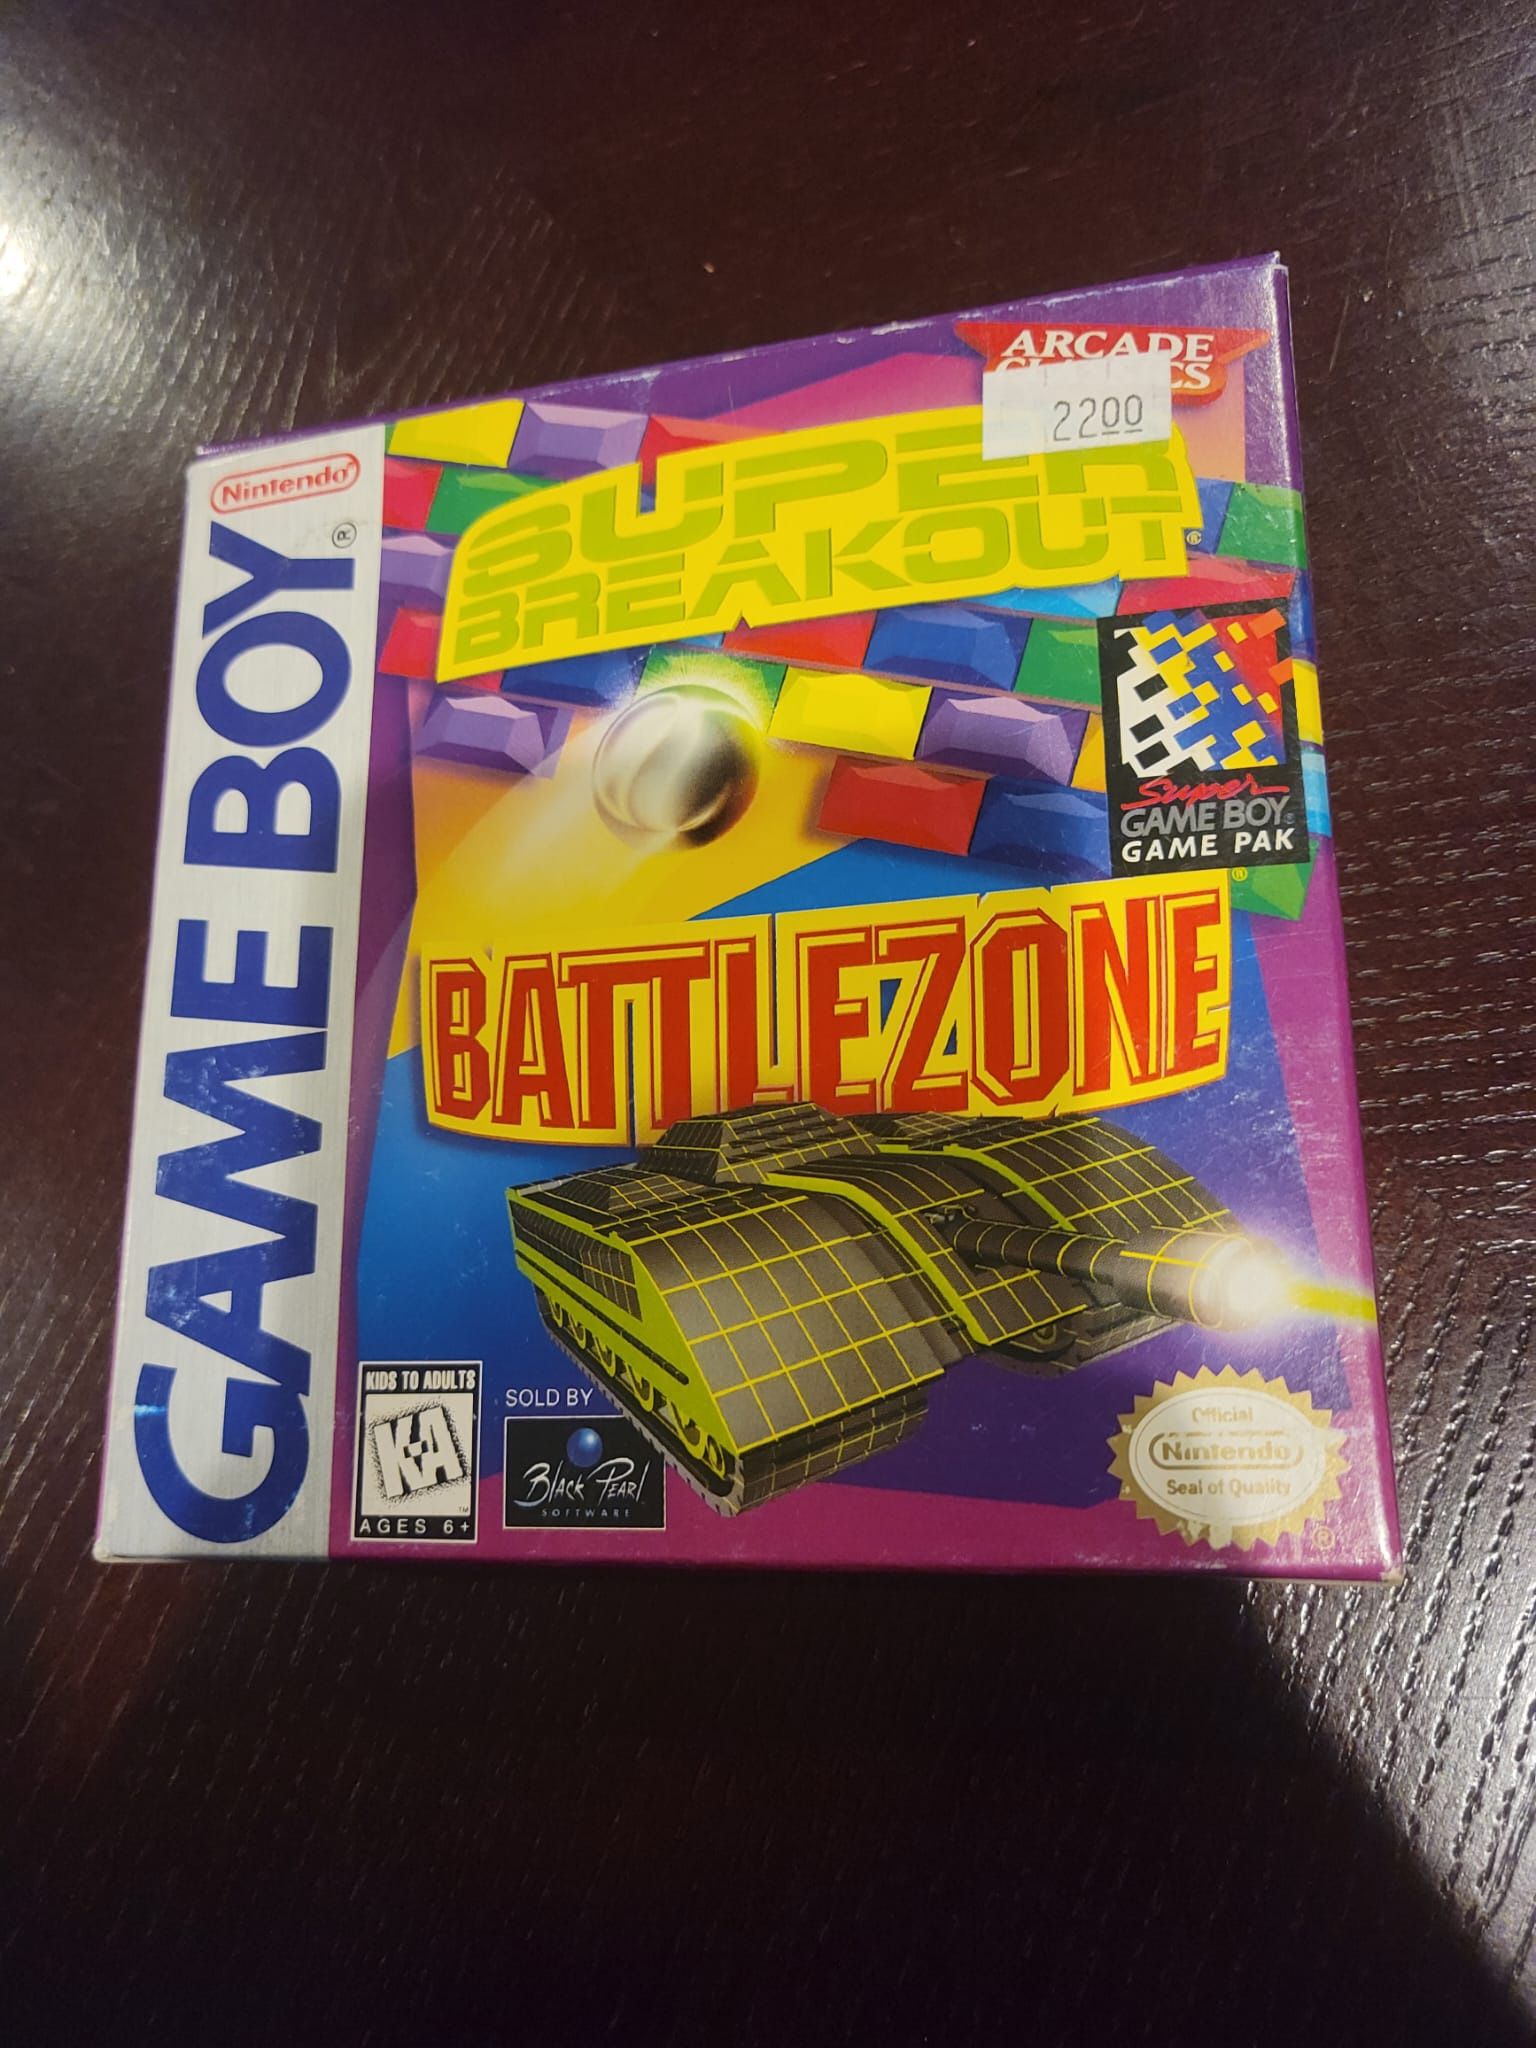 ARCADE
2200
Nintendo®
GAME BOY®
SUPER
BREAKOUT®
Super
GAME BOY®
GAME PAK
BATTLEZONE®
KIDS TO ADULTS
K-A
AGES 6+
SOLD BY
Black Pearl
SOFTWARE
Official
Nintendo
Seal of Quality